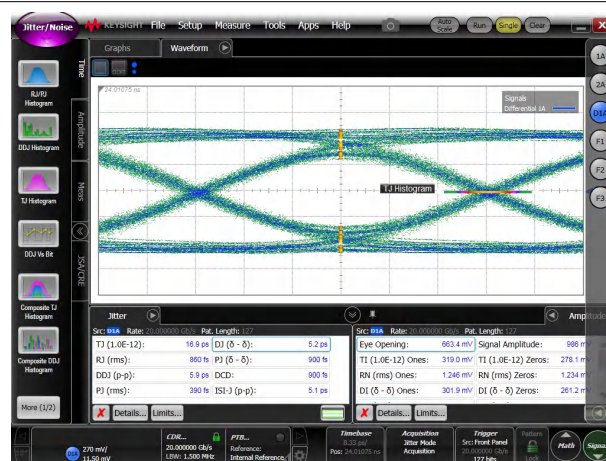 Jitter/Noise
KEYSIGHT File Setup Measure Tools Apps Help
Auto Scale Run Single Clear
Graphs Waveform
Time
Amplitude
Meas
JSA/CRE
RJ/PJ Histogram
DDJ Histogram
TJ Histogram
DDJ Vs Bit
Composite TJ Histogram
Composite DDJ Histogram
More (1/2)
24.01075 ns
Signals
Differential 1A
TJ Histogram
1A
2A
D1A
F1
F2
F3
Jitter
Src: D1A Rate: 20.000000 Gb/s Pat. Length: 127
TJ (1.0E-12): 16.9 ps DJ (δ - δ): 5.2 ps
RJ (rms): 860 fs PJ (δ - δ): 900 fs
DDJ (p-p): 5.9 ps DCD: 900 fs
PJ (rms): 390 fs ISI-J (p-p): 5.1 ps
Details... Limits...
Amplitude
Src: D1A Rate: 20.000000 Gb/s Pat. Length: 127
Eye Opening: 663.4 mV Signal Amplitude: 986 m
TI (1.0E-12) Ones: 319.0 mV TI (1.0E-12) Zeros: 278.1 m
RN (rms) Ones: 1.246 mV RN (rms) Zeros: 1.234 m
DI (δ - δ) Ones: 301.9 mV DI (δ - δ) Zeros: 261.2 m
Details... Limits...
D1A 270 mV/
11.50 mV
CDR...
20.000000 Gb/s
LBW: 1.500 MHz
PTB...
Reference:
Internal Reference
Timebase
8.33 ps/
Pos: 24.01075 ns
Acquisition
Jitter Mode
Acquisition
Trigger
Src: Front Panel
20.000000 Gb/s
127 bits
Pattern
Lock
Math
Signa